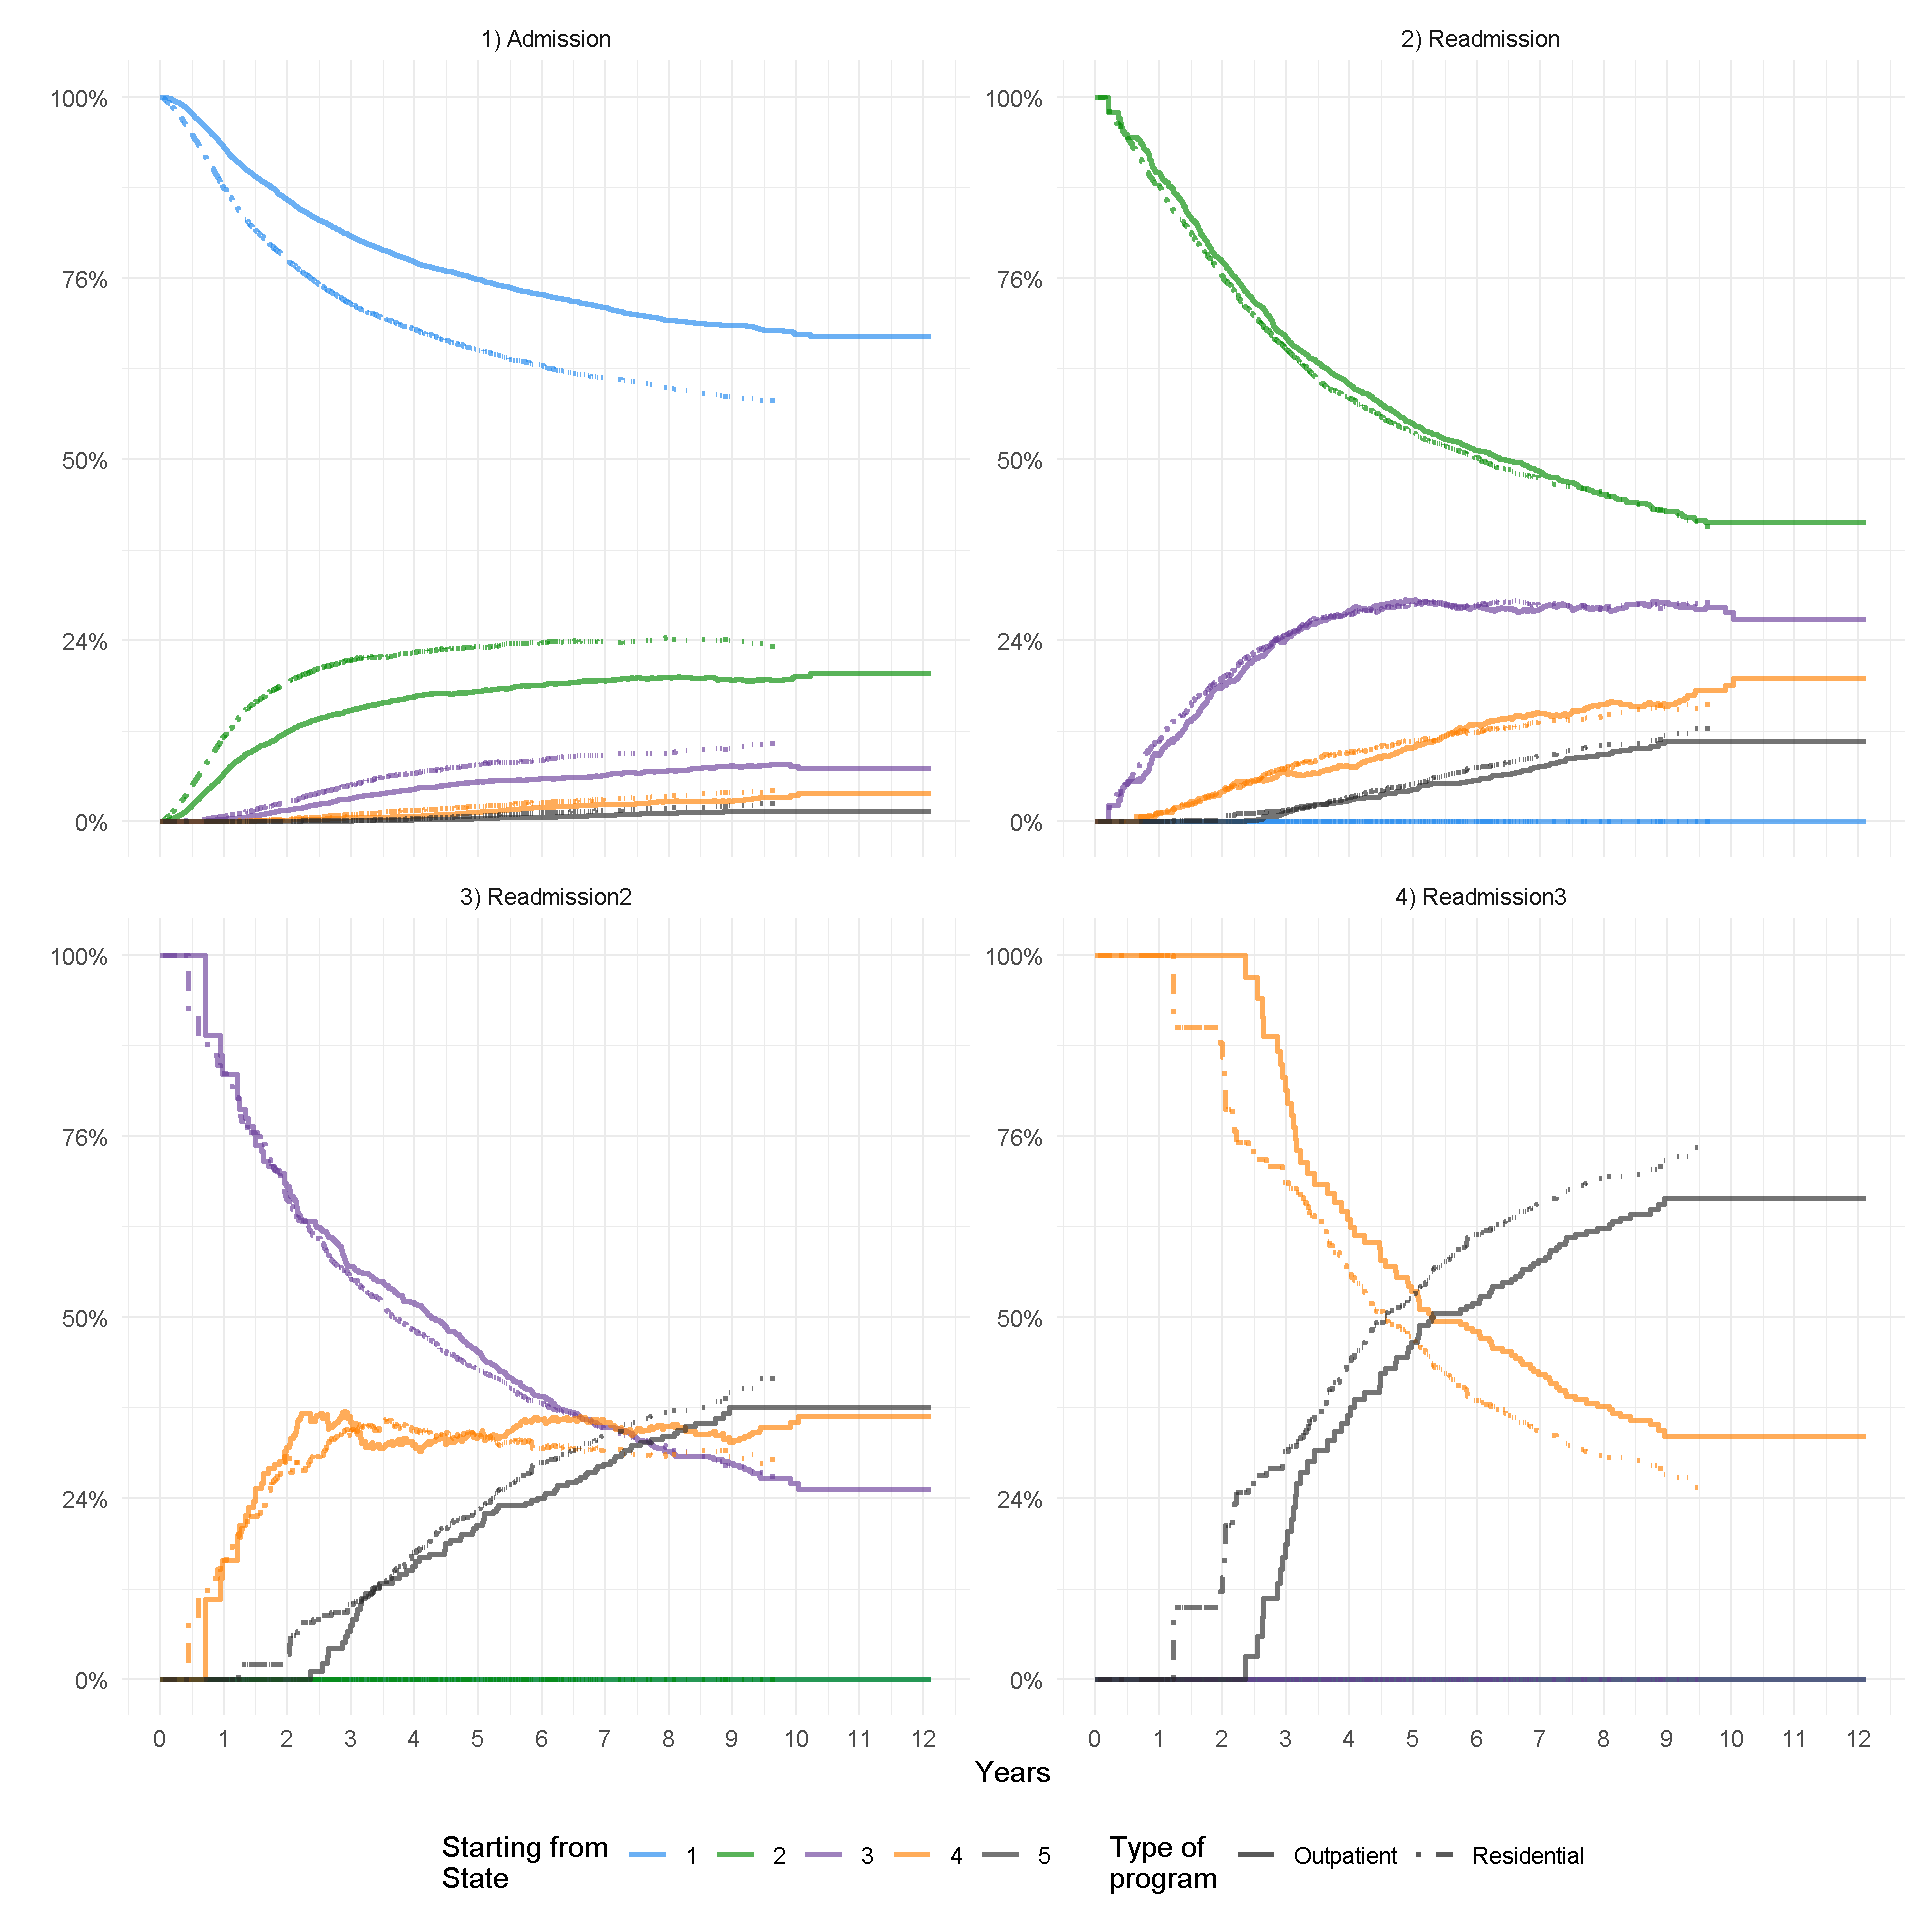 1) Admission
2) Readmission
100%
76%
50%
24%
0%
100%
76%
50%
24%
0%
3) Readmission2
4) Readmission3
100%
76%
50%
24%
0%
100%
76%
50%
24%
0%
0 1 2 3 4 5 6 7 8 9 10 11 12
0 1 2 3 4 5 6 7 8 9 10 11 12
Years
Starting from
State
1 2 3 4 5
Type of
program
Outpatient Residential